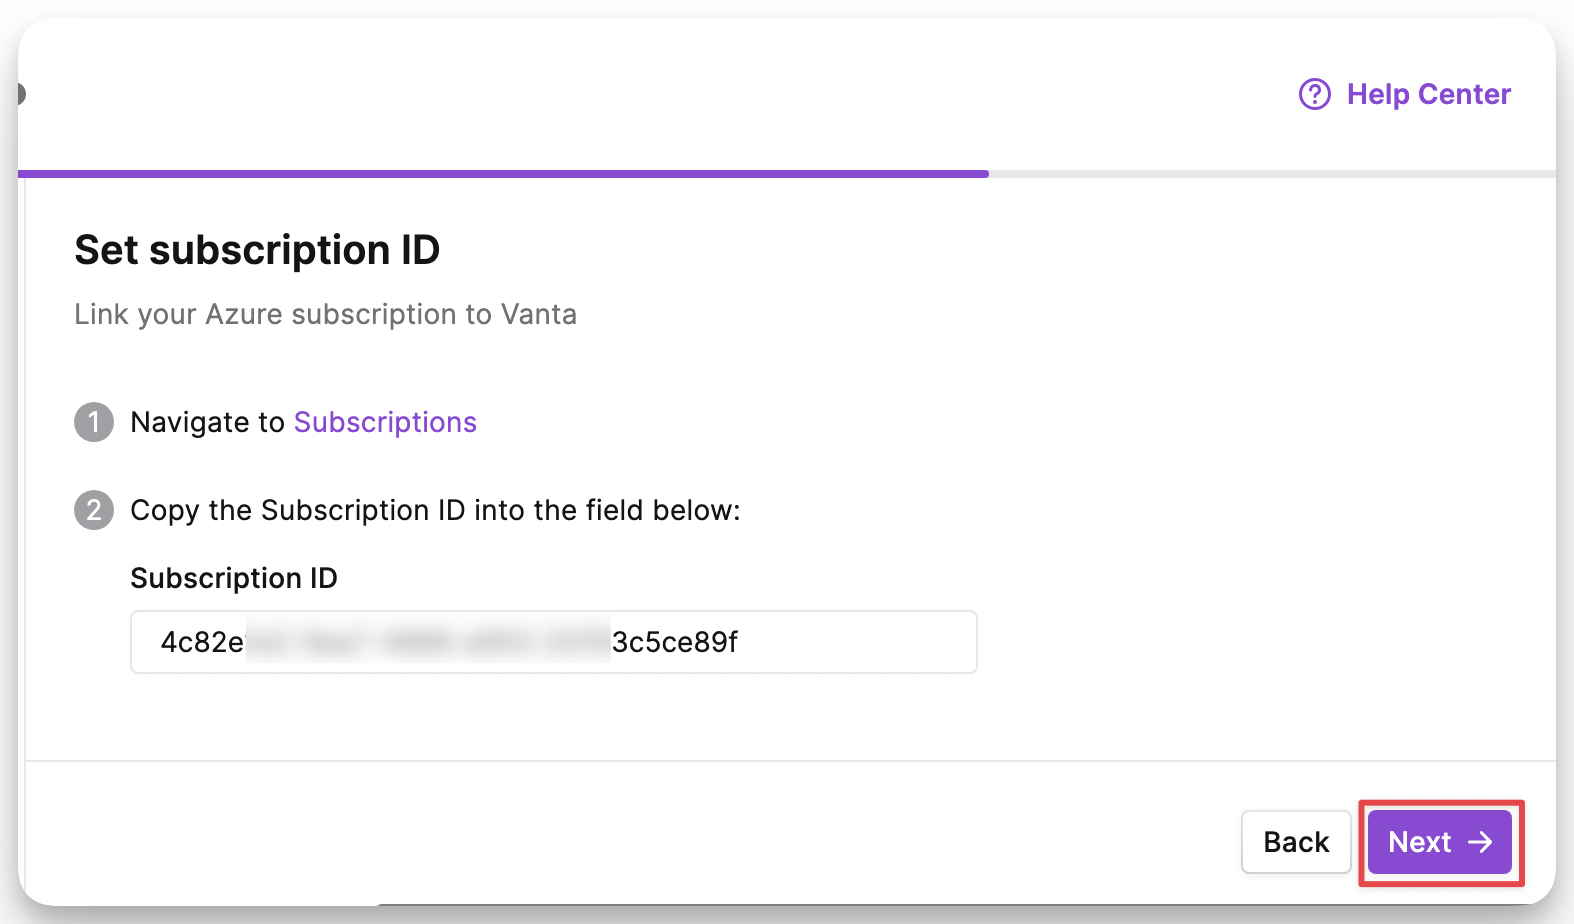 Help Center
Set subscription ID
Link your Azure subscription to Vanta
1 Navigate to Subscriptions
2 Copy the Subscription ID into the field below:
Subscription ID
4c82e 3c5ce89f
Back Next →